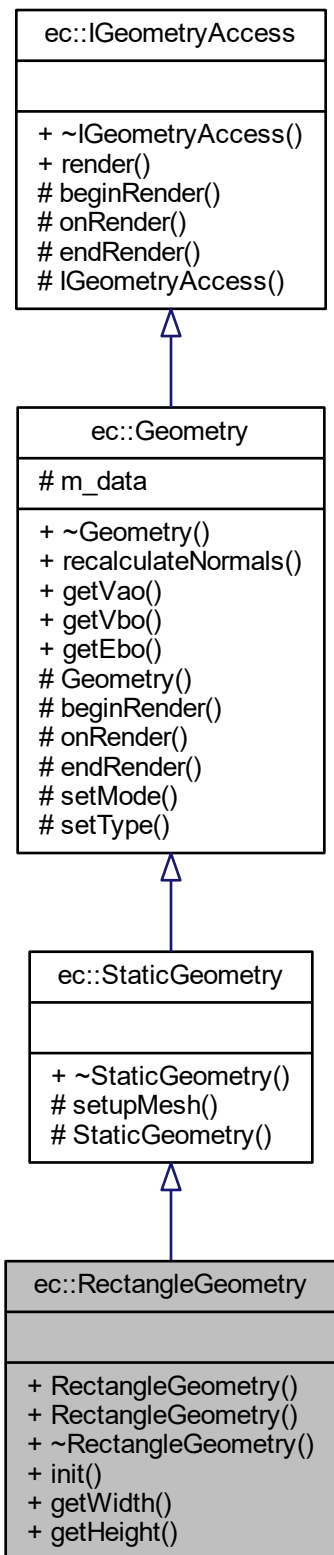 ec::IGeometryAccess
+ ~IGeometryAccess()
+ render()
# beginRender()
# onRender()
# endRender()
# IGeometryAccess()
ec::Geometry
# m_data
+ ~Geometry()
+ recalculateNormals()
+ getVao()
+ getVbo()
+ getEbo()
# Geometry()
# beginRender()
# onRender()
# endRender()
# setMode()
# setType()
ec::StaticGeometry
+ ~StaticGeometry()
# setupMesh()
# StaticGeometry()
ec::RectangleGeometry
+ RectangleGeometry()
+ RectangleGeometry()
+ ~RectangleGeometry()
+ init()
+ getWidth()
+ getHeight()